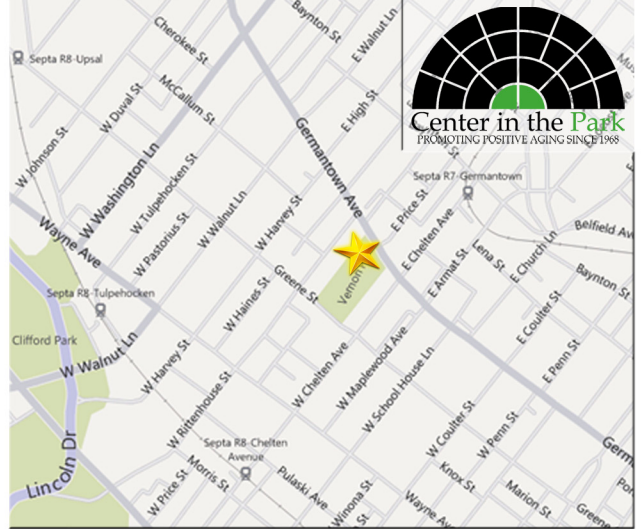 Baynton St
E Walnut Ln
Cherokee St
Septa R8-Upsal
McCallum St
W Duval St
E High St
Center in the Park
PROMOTING POSITIVE AGING SINCE 1968
W Johnson St
W Washington Ln
W Tulpehocken St
Germantown Ave
Septa R7-Germantown
W Pastorius St
W Walnut Ln
W Harvey St
E Price St
Wayne Ave
E Chelten Ave
Lena St
E Church Ln
Belfield Av
Greene St
Vernon
E Armat St
Baynton St
Septa R8-Tulpehocken
W Haines St
E Coulter St
Clifford Park
W Walnut Ln
W Harvey St
W Chelten Ave
W Maplewood Ave
W School House Ln
E Penn St
W Rittenhouse St
W Coulter St
W Penn St
Septa R8-Chelten
Avenue
Germ
Lincoln Dr
Morris St
W Price St
Pulaski Ave
Winona St
Knox St
Wayne Av
Marion St
Greene